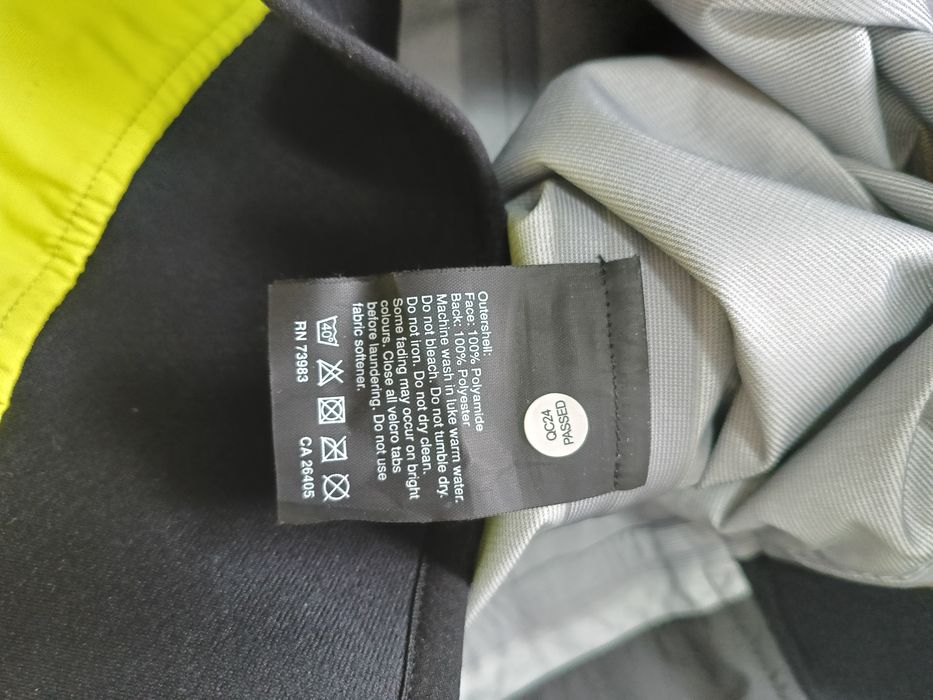 QC24
PASSED
Outershell:
Face: 100% Polyamide
Back: 100% Polyester
Machine wash in luke warm water.
Do not bleach. Do not tumble dry.
Do not iron. Do not dry clean.
Some fading may occur on bright
colours. Close all velcro tabs
before laundering. Do not use
fabric softener.
40°
RN 73983 CA 26405